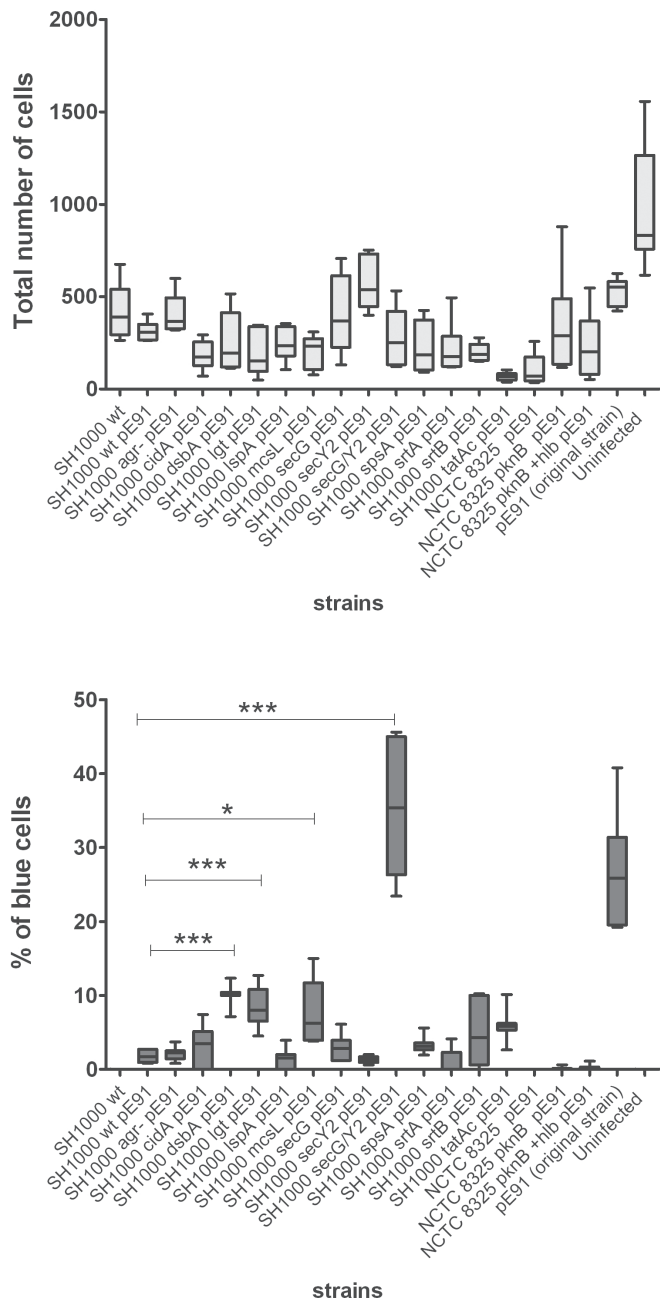 2000
1500
1000
500
0
Total number of cells
SH1000 wt
SH1000 wt pE91
SH1000 agr- pE91
SH1000 cidA pE91
SH1000 dsbA pE91
SH1000 lgt pE91
SH1000 lspA pE91
SH1000 mcsL pE91
SH1000 secG pE91
SH1000 secY2 pE91
SH1000 secG/Y2 pE91
SH1000 spsA pE91
SH1000 srtA pE91
SH1000 srtB pE91
SH1000 tatAc pE91
NCTC 8325 pE91
NCTC 8325 pknB pE91
NCTC 8325 pknB +hlb pE91
pE91 (original strain)
Uninfected
strains
50
40
30
20
10
0
% of blue cells
***
*
***
***
SH1000 wt
SH1000 wt pE91
SH1000 agr- pE91
SH1000 cidA pE91
SH1000 dsbA pE91
SH1000 lgt pE91
SH1000 lspA pE91
SH1000 mcsL pE91
SH1000 secG pE91
SH1000 secY2 pE91
SH1000 secG/Y2 pE91
SH1000 spsA pE91
SH1000 srtA pE91
SH1000 srtB pE91
SH1000 tatAc pE91
NCTC 8325 pE91
NCTC 8325 pknB pE91
NCTC 8325 pknB +hlb pE91
pE91 (original strain)
Uninfected
strains